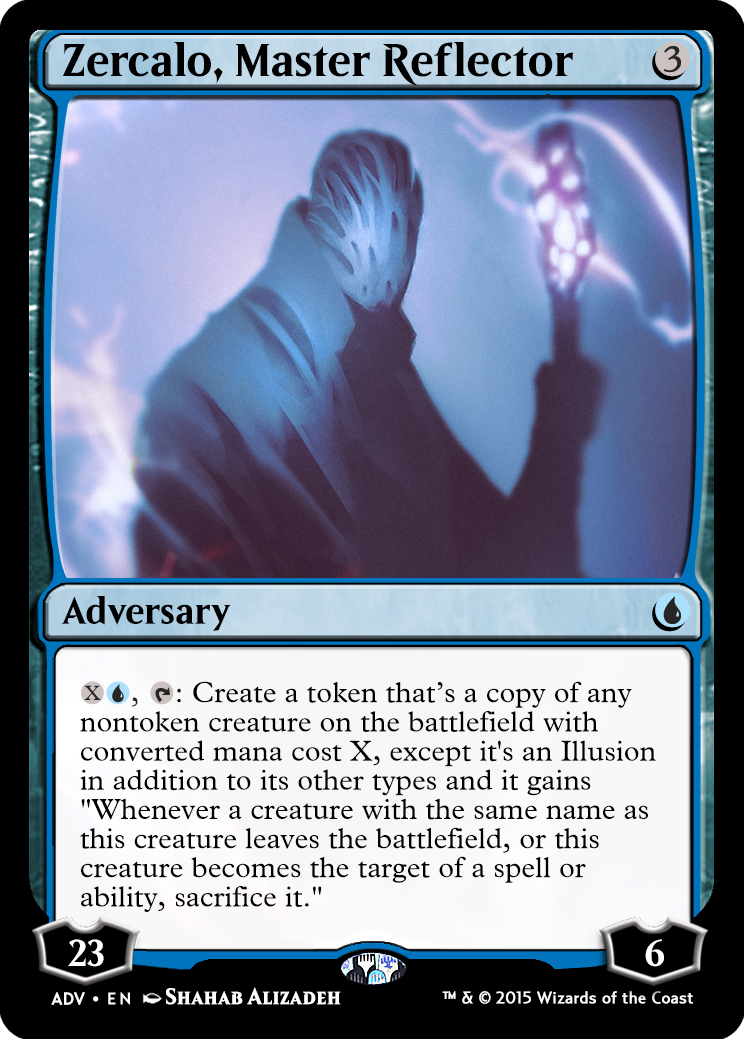 Zercalo, Master Reflector
3
Adversary
X, : Create a token that's a copy of any
nontoken creature on the battlefield with
converted mana cost X, except it's an Illusion
in addition to its other types and it gains
"Whenever a creature with the same name as
this creature leaves the battlefield, or this
creature becomes the target of a spell or
ability, sacrifice it."
23
6
ADV • EN SHAHAB ALIZADEH
™ & © 2015 Wizards of the Coast